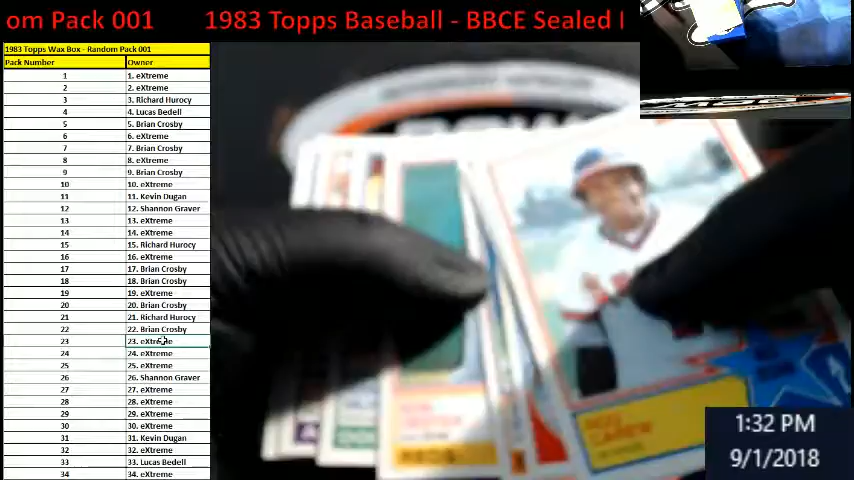 om Pack 001 1983 Topps Baseball - BBCE Sealed
1983 Topps Wax Box - Random Pack 001
Pack Number Owner
1 1. eXtreme
2 2. eXtreme
3 3. Richard Hurocy
4 4. Lucas Bedell
5 5. Brian Crosby
6 6. eXtreme
7 7. Brian Crosby
8 8. eXtreme
9 9. Brian Crosby
10 10. eXtreme
11 11. Kevin Dugan
12 12. Shannon Graver
13 13. eXtreme
14 14. eXtreme
15 15. Richard Hurocy
16 16. eXtreme
17 17. Brian Crosby
18 18. Brian Crosby
19 19. eXtreme
20 20. Brian Crosby
21 21. Richard Hurocy
22 22. Brian Crosby
23 23. eXtreme
24 24. eXtreme
25 25. eXtreme
26 26. Shannon Graver
27 27. eXtreme
28 28. eXtreme
29 29. eXtreme
30 30. eXtreme
31 31. Kevin Dugan
32 32. eXtreme
33 33. Lucas Bedell
34 34. eXtreme
ROD
CAREW
REDS
1:32 PM
9/1/2018